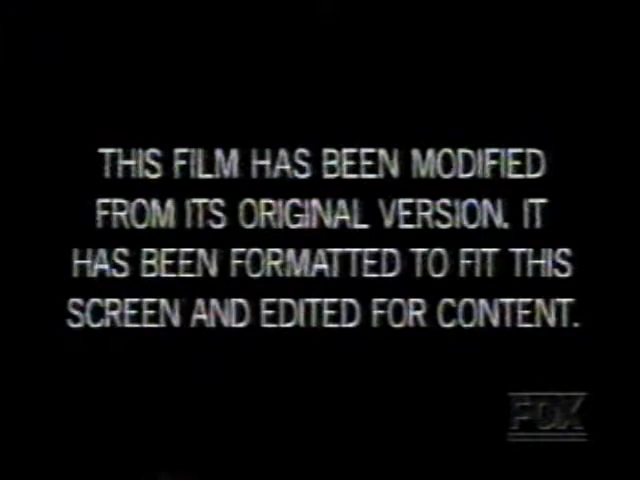 THIS FILM HAS BEEN MODIFIED
FROM ITS ORIGINAL VERSION. IT
HAS BEEN FORMATTED TO FIT THIS
SCREEN AND EDITED FOR CONTENT.
FOX